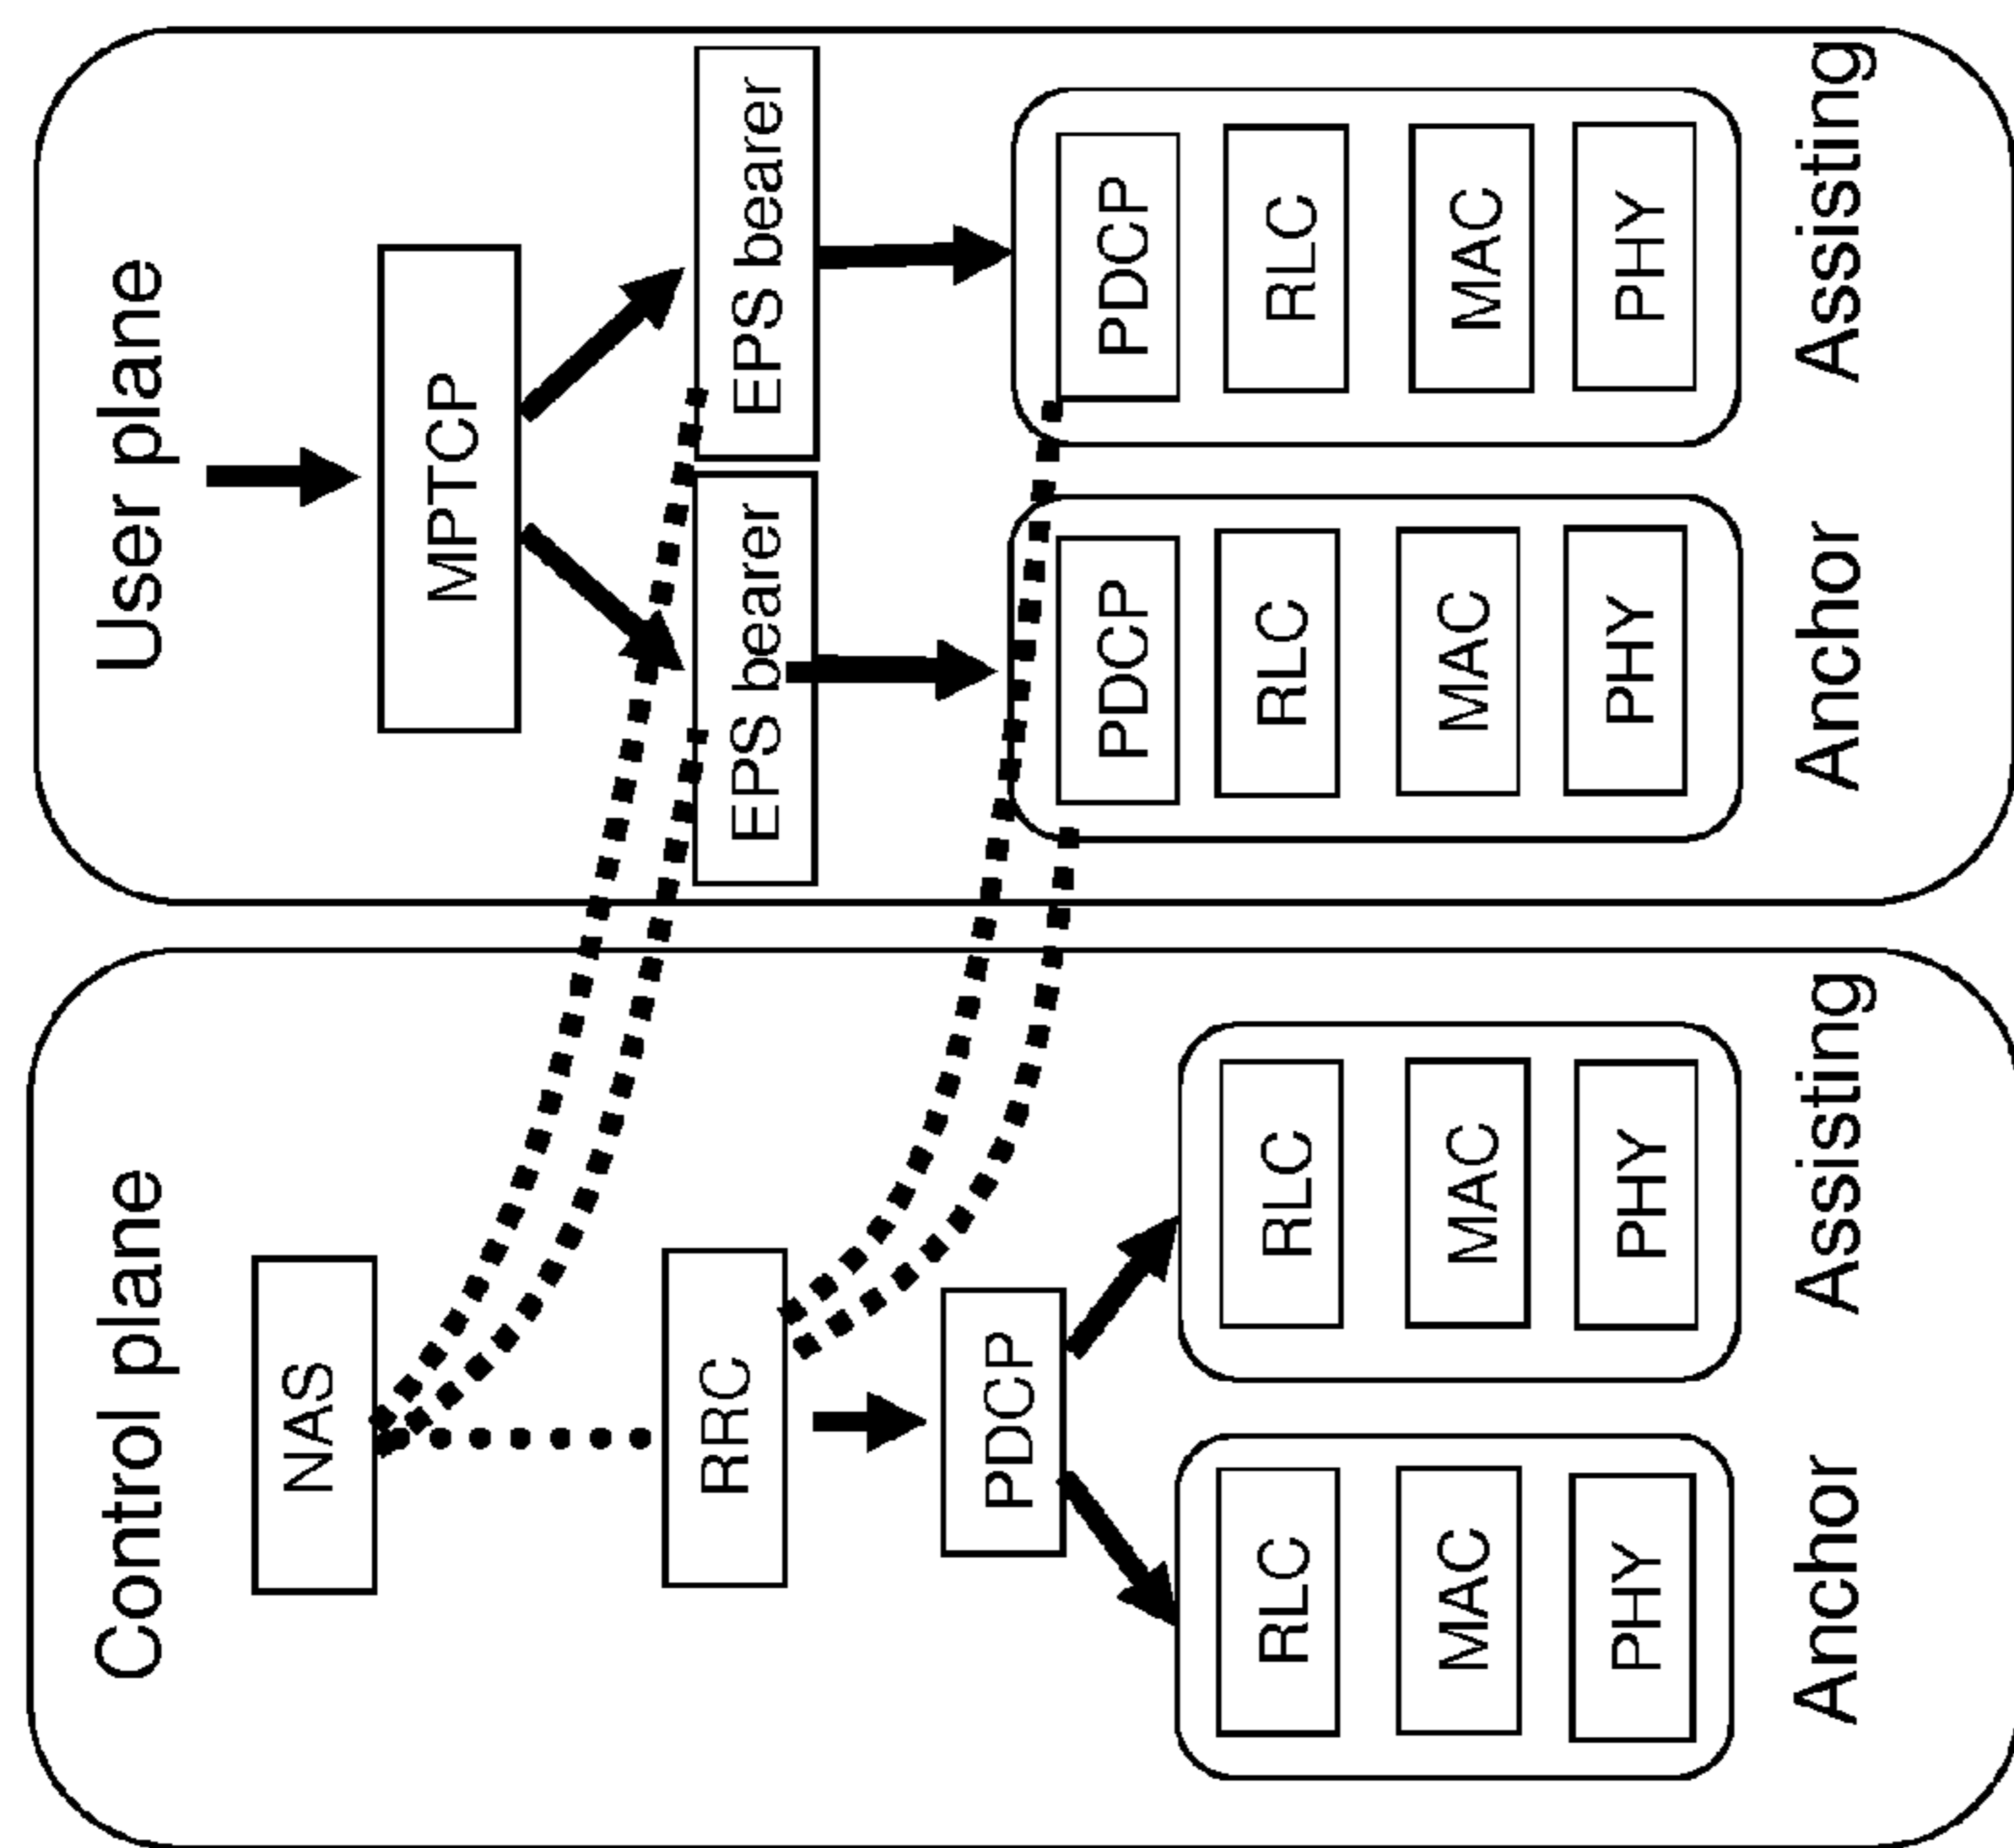 Control plane
NAS
RRC
PDCP
RLC
MAC
PHY
Anchor
RLC
MAC
PHY
Assisting
User plane
MPTCP
EPS bearer
EPS bearer
PDCP
RLC
MAC
PHY
Anchor
PDCP
RLC
MAC
PHY
Assisting